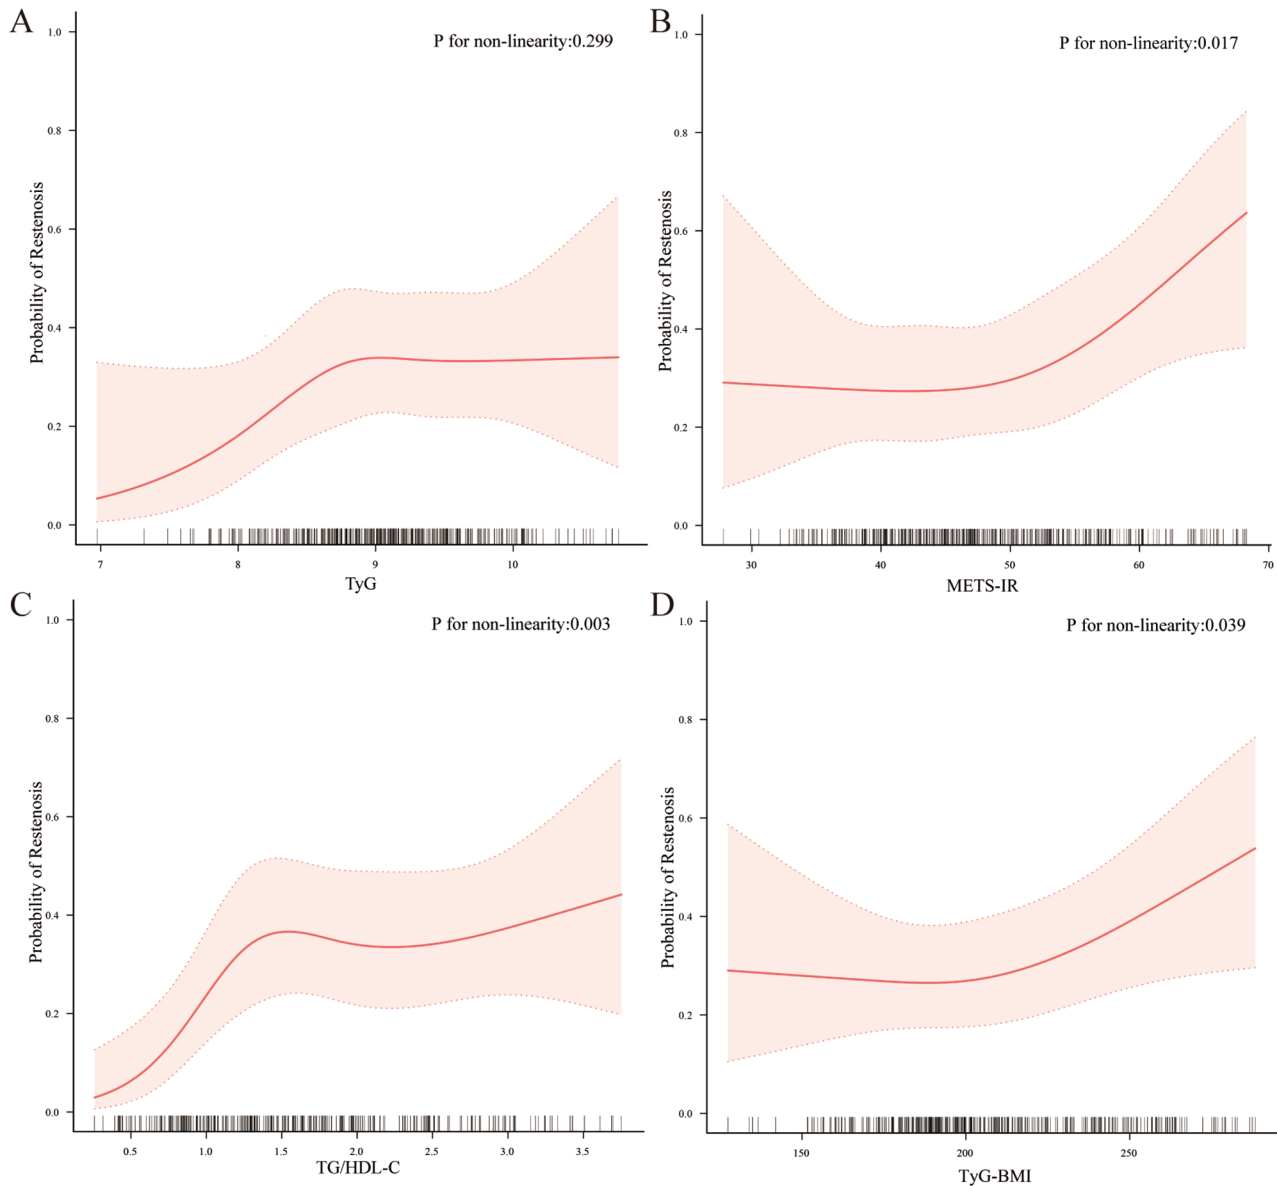 A
P for non-linearity:0.299
Probability of Restenosis
1.0
0.8
0.6
0.4
0.2
0.0
7 8 9 10
TyG
B
P for non-linearity:0.017
Probability of Restenosis
1.0
0.8
0.6
0.4
0.2
0.0
30 40 50 60 70
METS-IR
C
P for non-linearity:0.003
Probability of Restenosis
1.0
0.8
0.6
0.4
0.2
0.0
0.5 1.0 1.5 2.0 2.5 3.0 3.5
TG/HDL-C
D
P for non-linearity:0.039
Probability of Restenosis
1.0
0.8
0.6
0.4
0.2
0.0
150 200 250
TyG-BMI